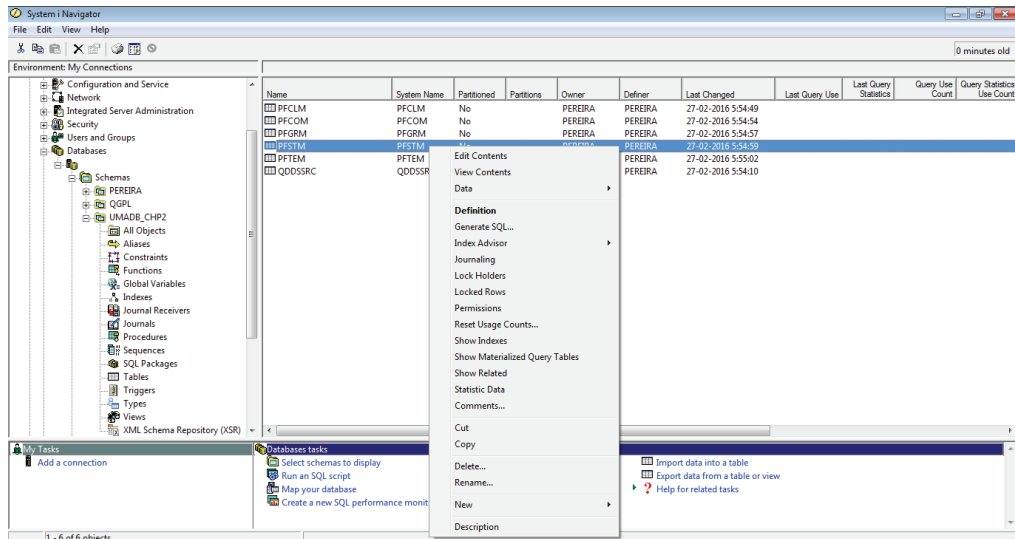 System i Navigator
File Edit View Help
0 minutes old
Environment: My Connections
Configuration and Service
Network
Integrated Server Administration
Security
Users and Groups
Databases
Schemas
PEREIRA
QGPL
UMADB_CHP2
All Objects
Aliases
Constraints
Functions
Global Variables
Indexes
Journal Receivers
Journals
Procedures
Sequences
SQL Packages
Tables
Triggers
Types
Views
XML Schema Repository (XSR)
Name System Name Partitioned Partitions Owner Definer Last Changed Last Query Use Last Query Statistics Query Use Count Query Statistics Use Count
PFCLM PFCLM No PEREIRA PEREIRA 27-02-2016 5:54:49
PFCOM PFCOM No PEREIRA PEREIRA 27-02-2016 5:54:54
PFGRM PFGRM No PEREIRA PEREIRA 27-02-2016 5:54:57
PFSTM PFSTM No PEREIRA PEREIRA 27-02-2016 5:54:59
PFTEM PFTEM PEREIRA 27-02-2016 5:55:02
QDDSSRC QDDSSR PEREIRA 27-02-2016 5:54:10
Edit Contents
View Contents
Data
Definition
Generate SQL...
Index Advisor
Journaling
Lock Holders
Locked Rows
Permissions
Reset Usage Counts...
Show Indexes
Show Materialized Query Tables
Show Related
Statistic Data
Comments...
Cut
Copy
Delete...
Rename...
New
Description
My Tasks
Add a connection
Databases tasks
Select schemas to display
Run an SQL script
Map your database
Create a new SQL performance monit
Import data into a table
Export data from a table or view
Help for related tasks
1 - 6 of 6 objects